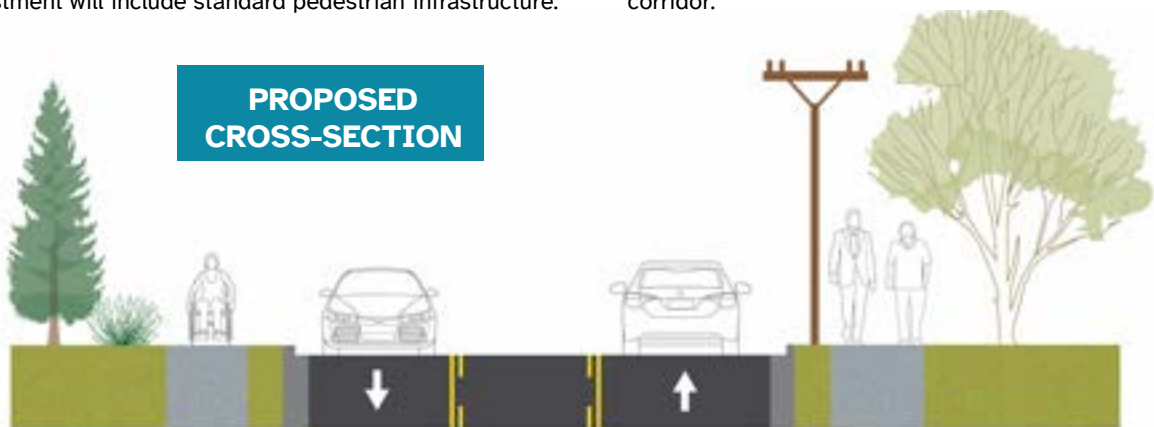 stment will include standard pedestrian infrastructure.
corridor.
PROPOSED
CROSS-SECTION